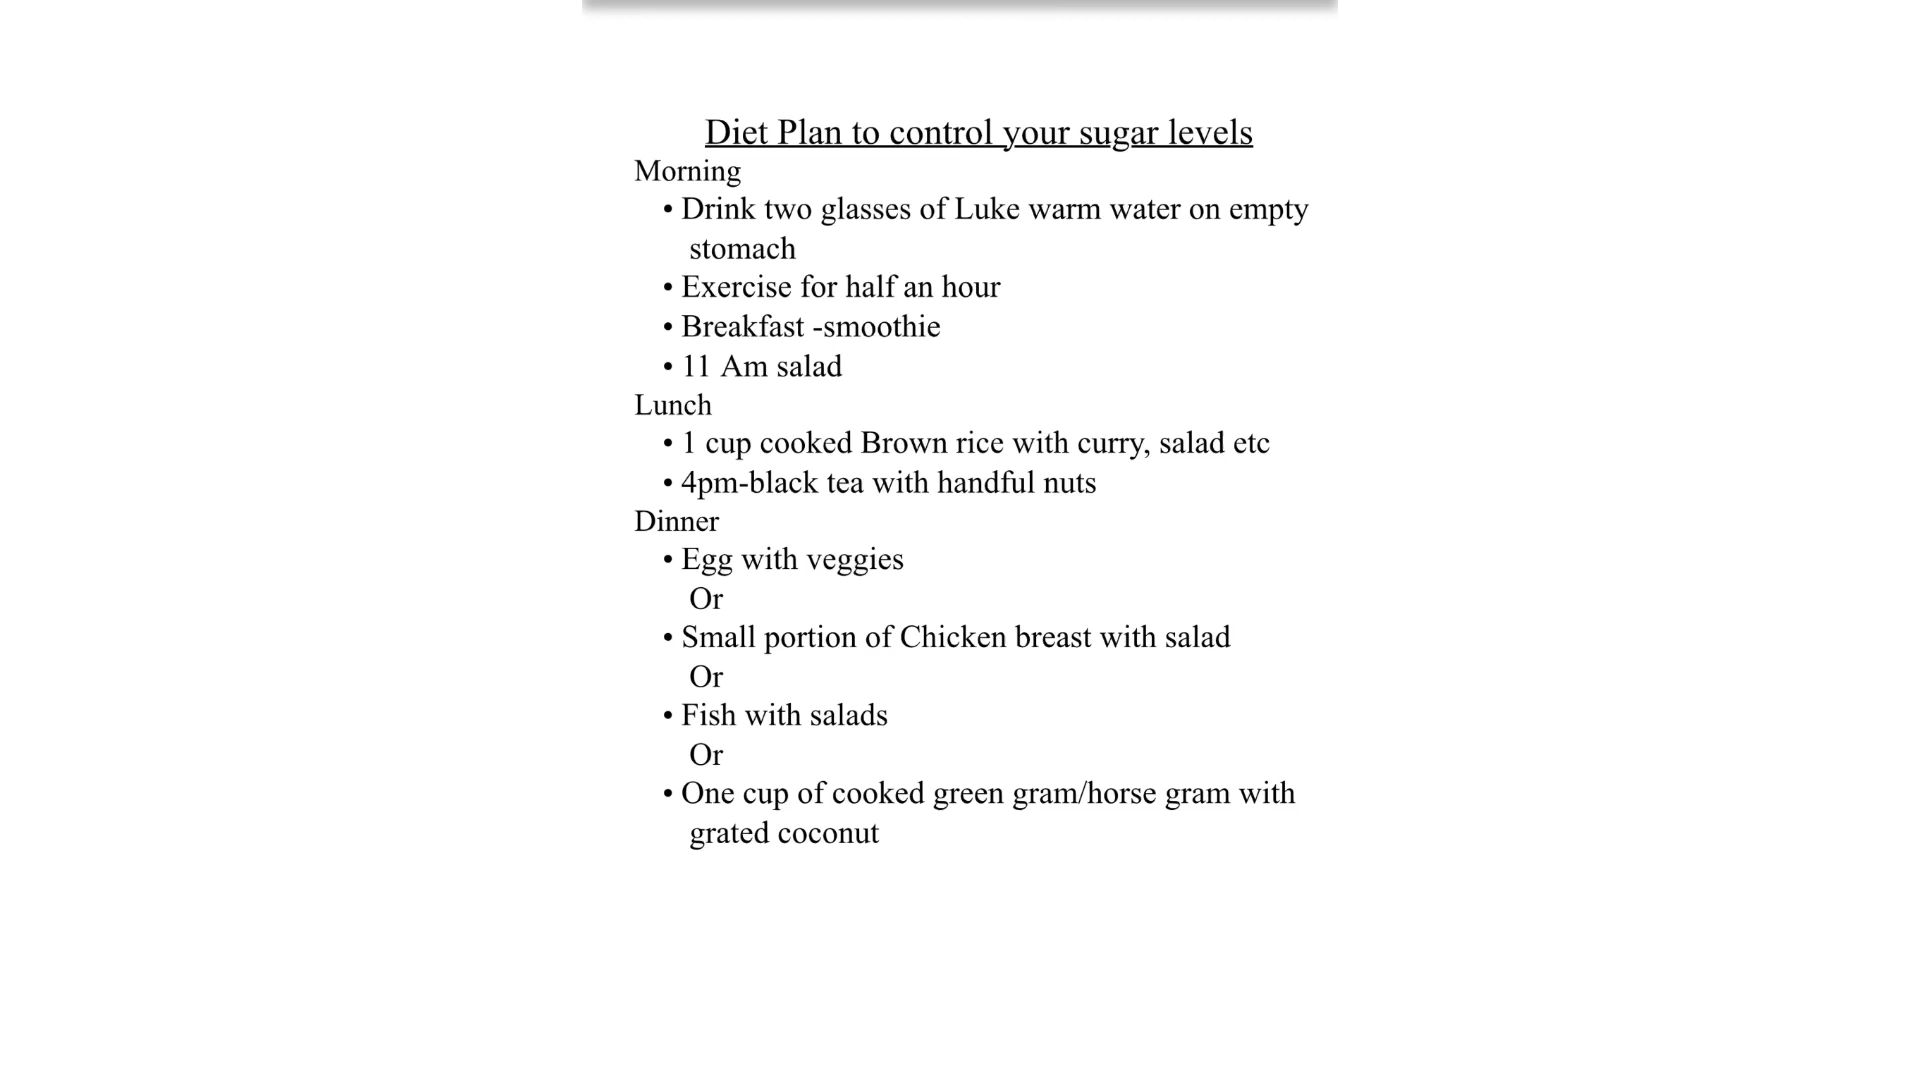 Diet Plan to control your sugar levels
Morning
• Drink two glasses of Luke warm water on empty
stomach
• Exercise for half an hour
• Breakfast -smoothie
• 11 Am salad
Lunch
• 1 cup cooked Brown rice with curry, salad etc
• 4pm-black tea with handful nuts
Dinner
• Egg with veggies
Or
• Small portion of Chicken breast with salad
Or
• Fish with salads
Or
• One cup of cooked green gram/horse gram with
grated coconut